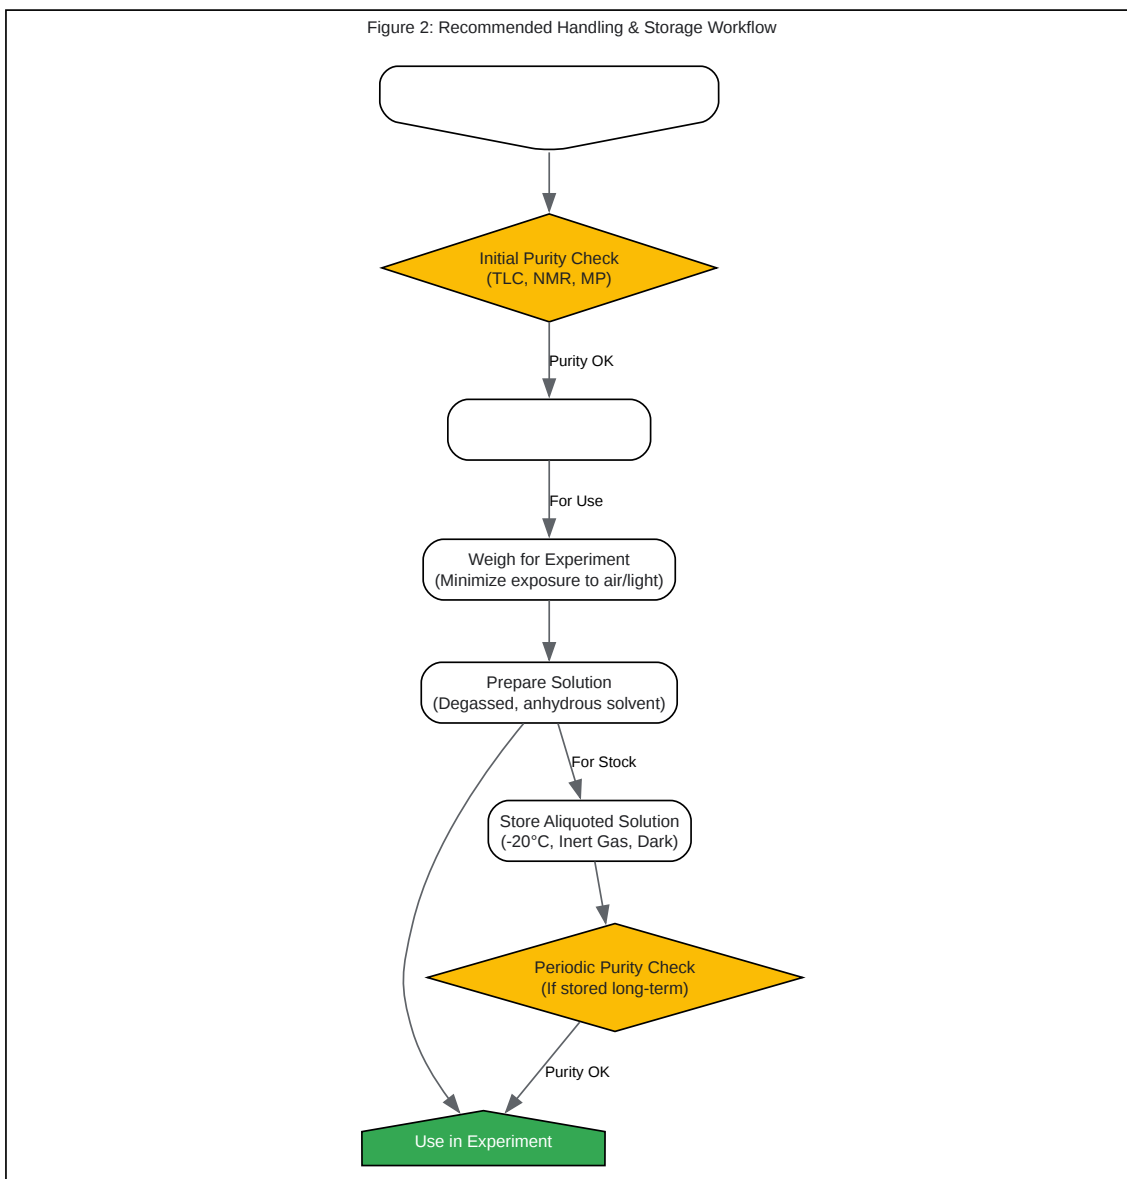 Figure 2: Recommended Handling & Storage Workflow
Initial Purity Check
(TLC, NMR, MP)
Purity OK
For Use
Weigh for Experiment
(Minimize exposure to air/light)
Prepare Solution
(Degassed, anhydrous solvent)
For Stock
Store Aliquoted Solution
(-20°C, Inert Gas, Dark)
Periodic Purity Check
(If stored long-term)
Purity OK
Use in Experiment